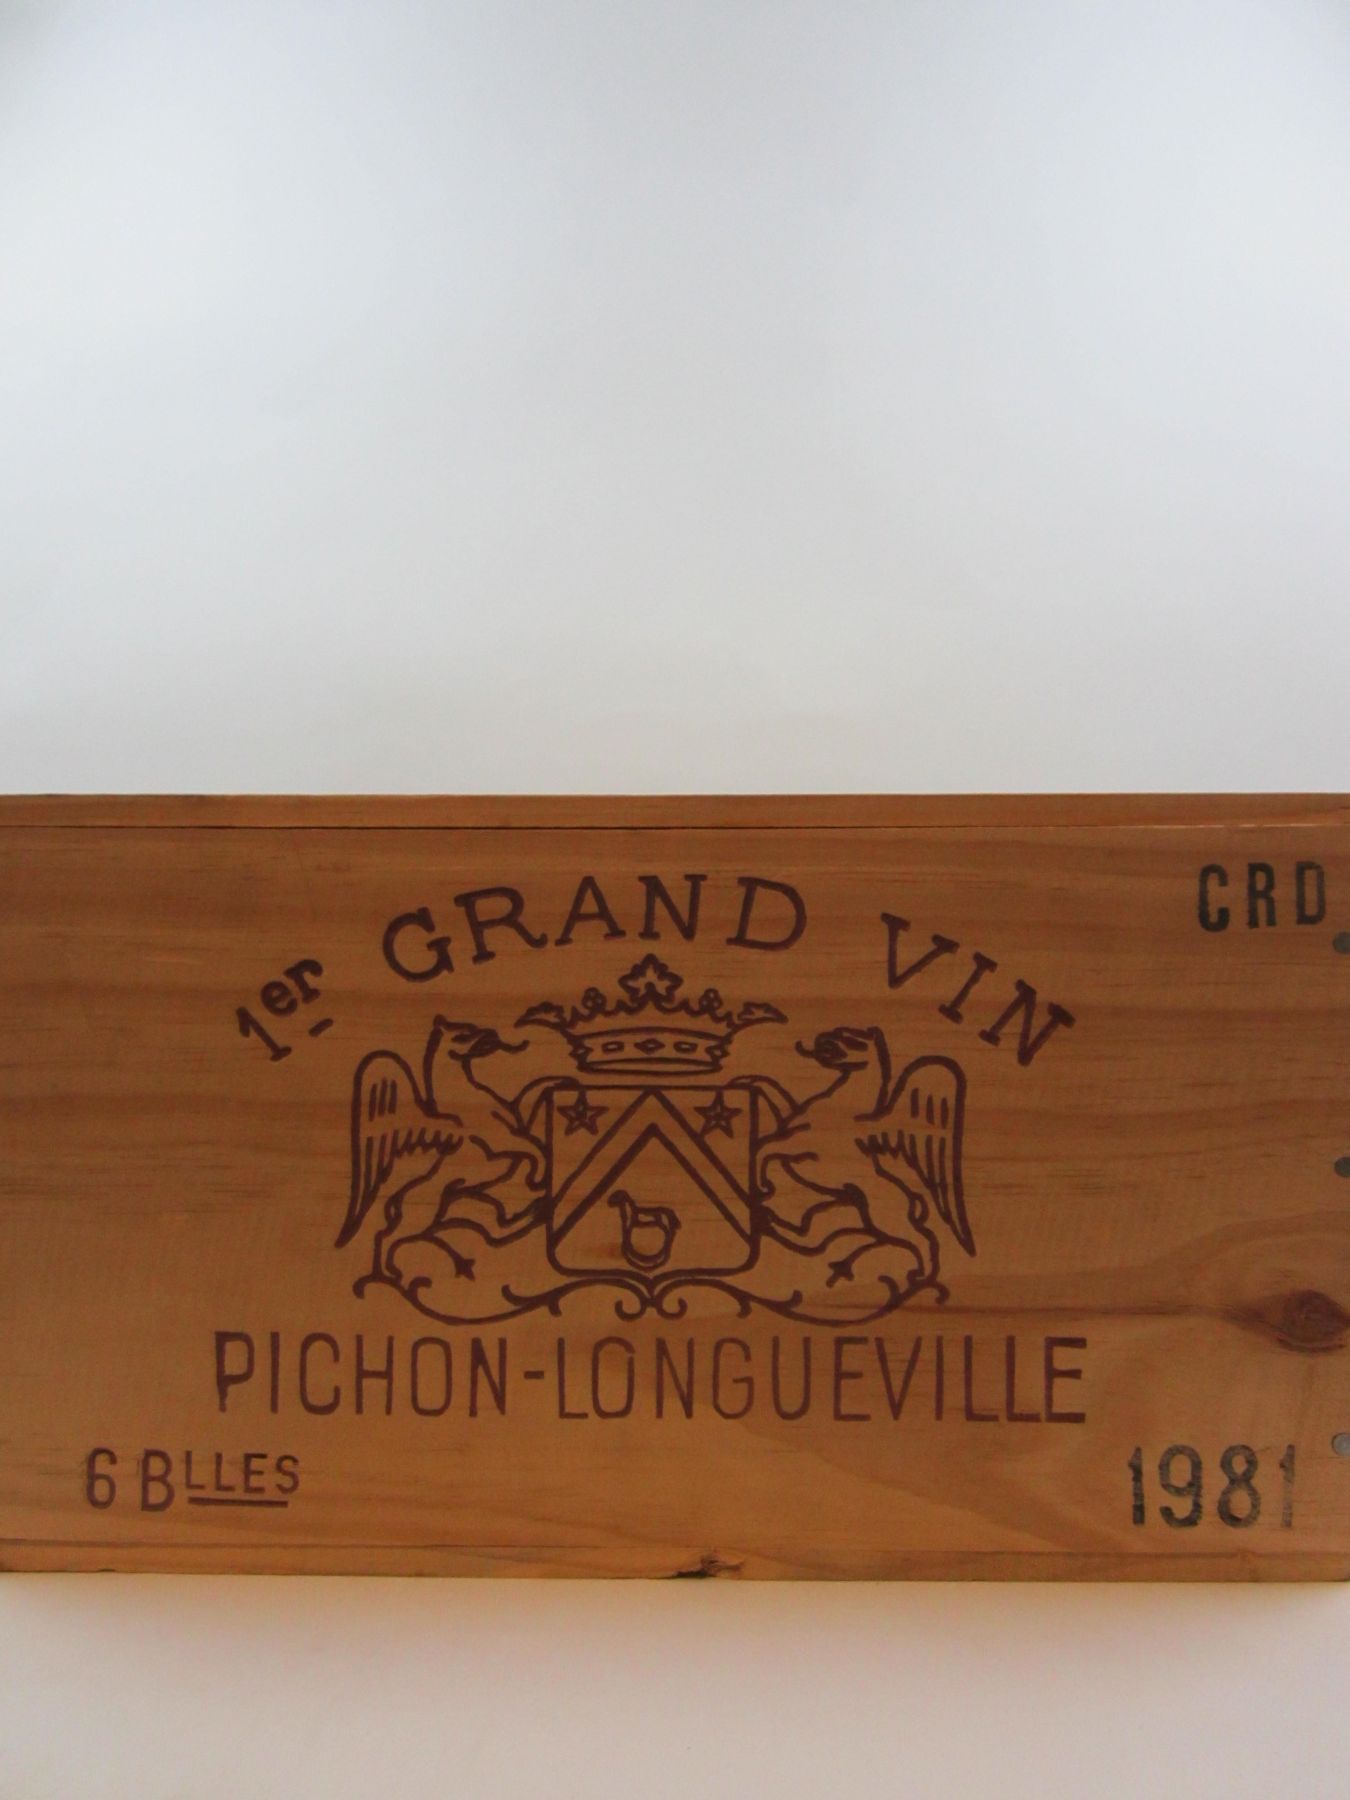 CRD
1er GRAND VIN
PICHON-LONGUEVILLE
6 BLLES
1981